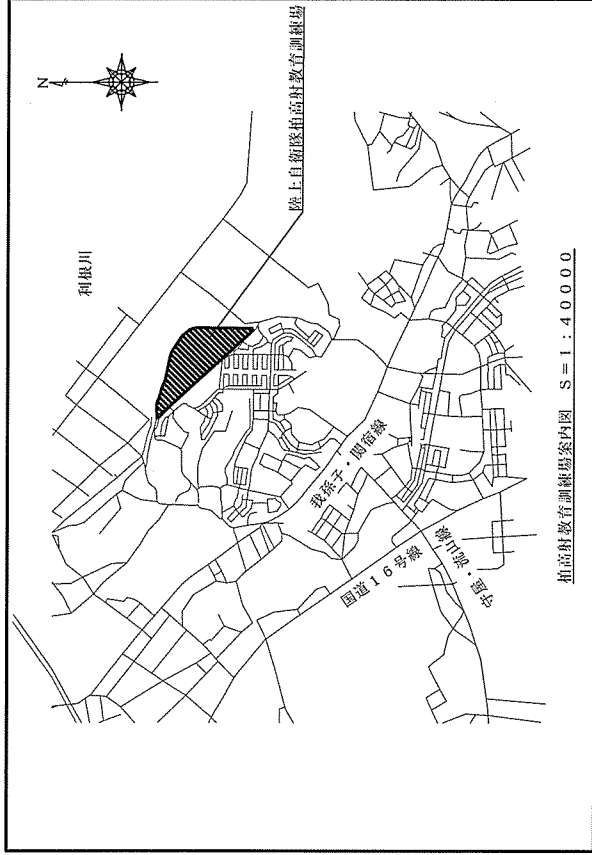 N
利根川
陸上自衛隊柏高射教育訓練場
我孫子・関宿線
国道16号線
守屋・流山線
柏高射教育訓練場案内図 S=1:40000